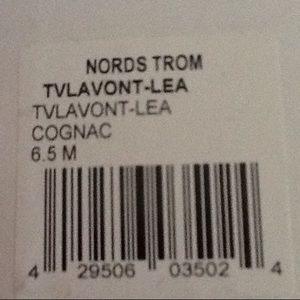 NORDS TROM
TVLAVONT-LEA
TVLAVONT-LEA
COGNAC
6.5 M
4 29506 03502 4